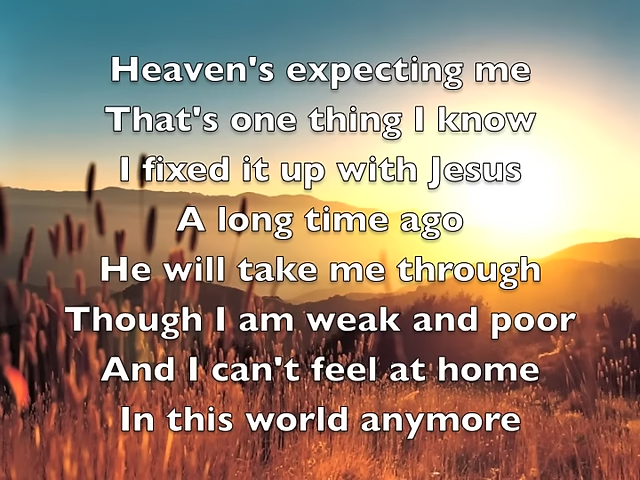 Heaven's expecting me
That's one thing I know
I fixed it up with Jesus
A long time ago
He will take me through
Though I am weak and poor
And I can't feel at home
In this world anymore